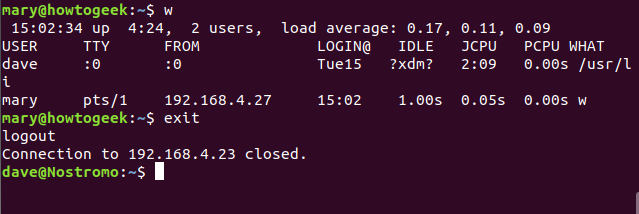 mary@howtogeek:~$ w
 15:02:34 up  4:24,  2 users,  load average: 0.17, 0.11, 0.09
USER     TTY      FROM             LOGIN@   IDLE   JCPU   PCPU WHAT
dave     :0       :0               Tue15   ?xdm?   2:09   0.00s /usr/l
i
mary     pts/1    192.168.4.27     15:02    1.00s  0.05s  0.00s w
mary@howtogeek:~$ exit
logout
Connection to 192.168.4.23 closed.
dave@Nostromo:~$